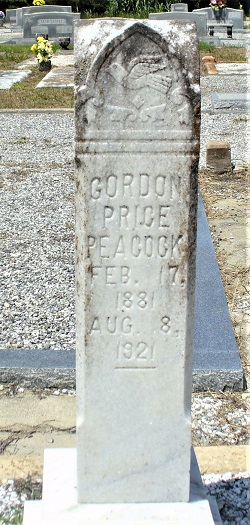 GORDON
PRICE
PEACOCK
FEB. 17,
1881
AUG. 8,
1921